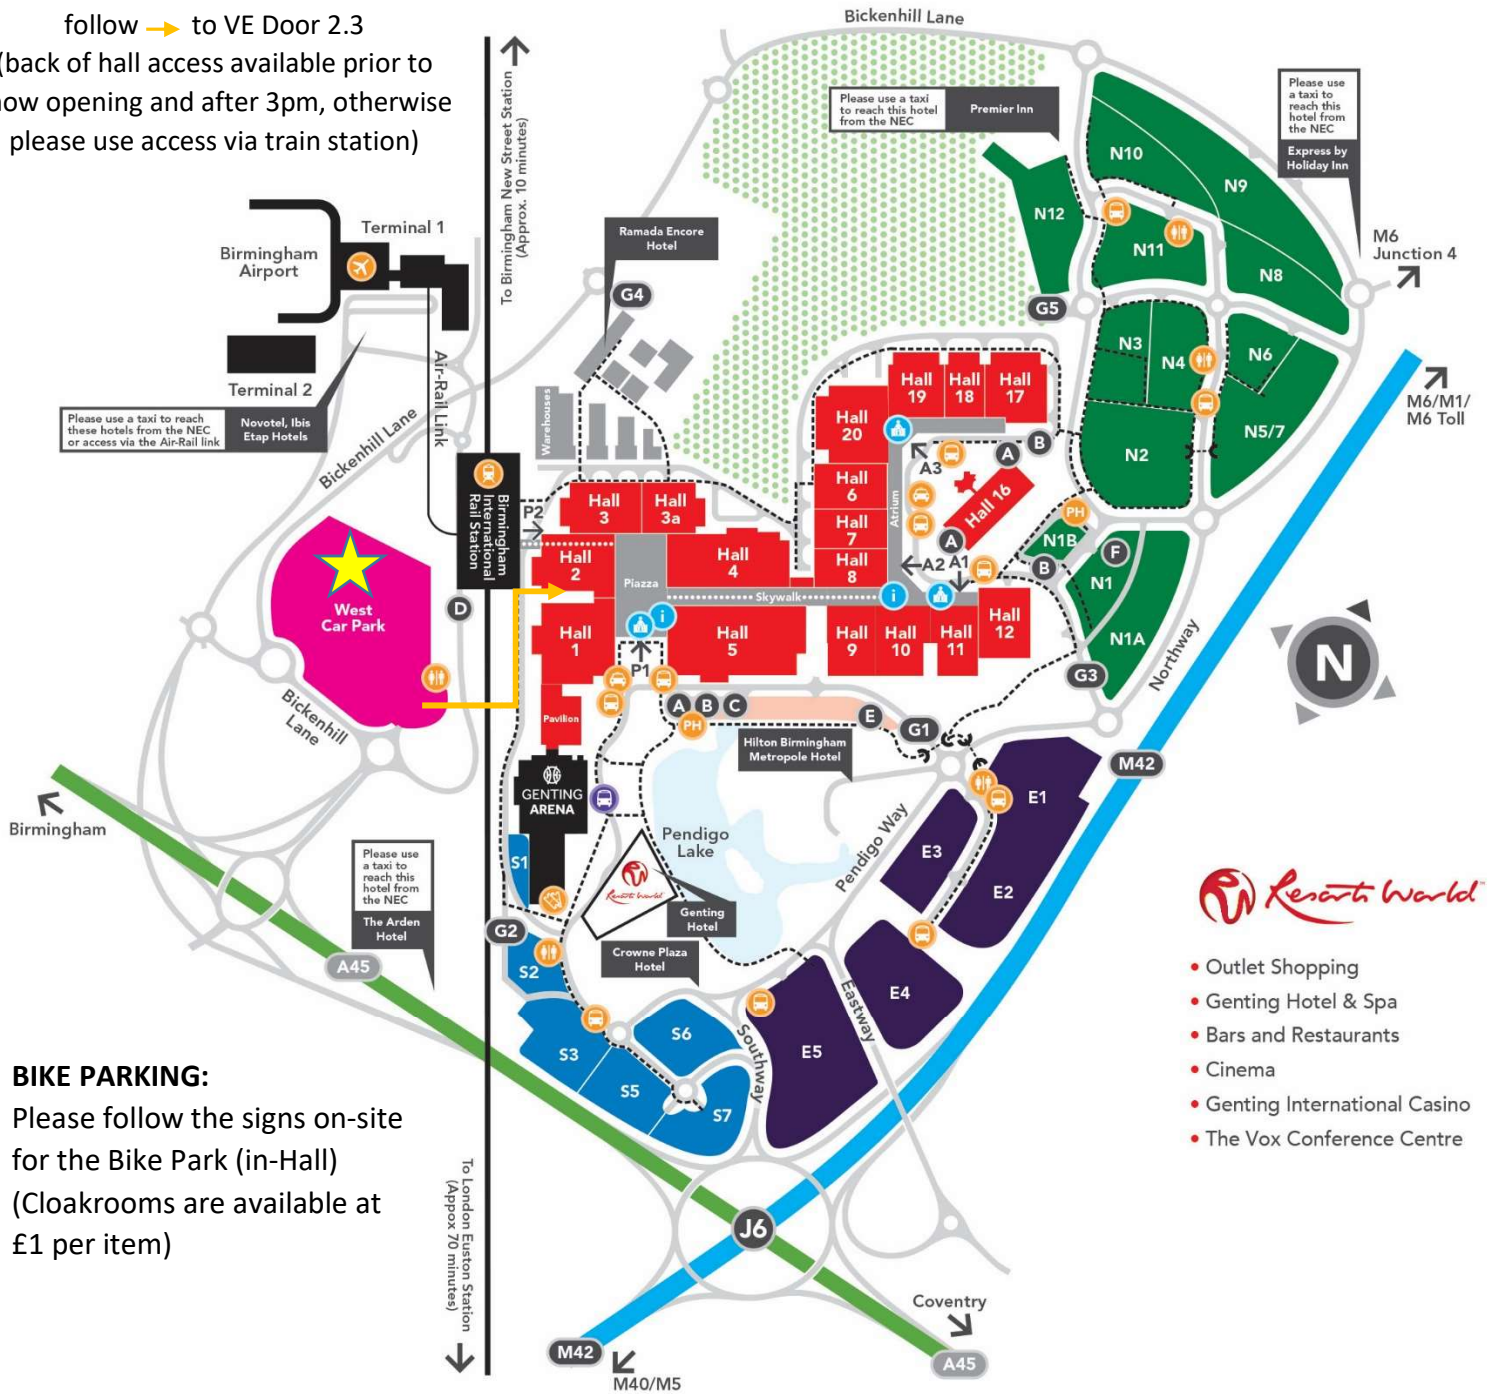 follow → to VE Door 2.3
(back of hall access available prior to
how opening and after 3pm, otherwise
please use access via train station)
Bickenhill Lane
To Birmingham New Street Station
(Approx. 10 minutes)
Please use a taxi
to reach this hotel
from the NEC
Premier Inn
Please use
a taxi to
reach this
hotel from
the NEC
Express by
Holiday Inn
N10
N9
N12
N11
N8
M6
Junction 4
Terminal 1
Birmingham
Airport
Ramada Encore
Hotel
G4
G5
N3
N4
N6
Terminal 2
Air-Rail Link
Please use a taxi to reach
these hotels from the NEC
or access via the Air-Rail link
Novotel, Ibis
Etap Hotels
Bickenhill Lane
Warehouses
Hall
19
Hall
18
Hall
17
Hall
20
M6/M1/
M6 Toll
N5/7
N2
B
A
A3
Hall
6
Hall
7
Hall
8
Atrium
Hall 16
A
A2
A1
PH
N1B
B
F
N1
N1A
Northway
G3
Birmingham
International
Rail Station
P2
Hall
3
Hall
3a
Hall
2
Piazza
Hall
4
Skywalk
i
i
West
Car Park
D
Hall
1
P1
Hall
5
Hall
9
Hall
10
Hall
11
Hall
12
N
Bickenhill
Lane
Pavilion
A
B
C
PH
E
G1
Hilton Birmingham
Metropole Hotel
M42
GENTING
ARENA
Birmingham
Pendigo
Lake
Pendigo Way
E1
E3
E2
S1
Please use
a taxi to
reach this
hotel from
the NEC
The Arden
Hotel
Resorts World
Genting
Hotel
Crowne Plaza
Hotel
G2
A45
S2
E4
Eastway
S3
S6
S5
S7
Southway
E5
Resorts World
• Outlet Shopping
• Genting Hotel & Spa
• Bars and Restaurants
• Cinema
• Genting International Casino
• The Vox Conference Centre
BIKE PARKING:
Please follow the signs on-site
for the Bike Park (in-Hall)
(Cloakrooms are available at
£1 per item)
To London Euston Station
(Appox 70 minutes)
J6
Coventry
M42
M40/M5
A45